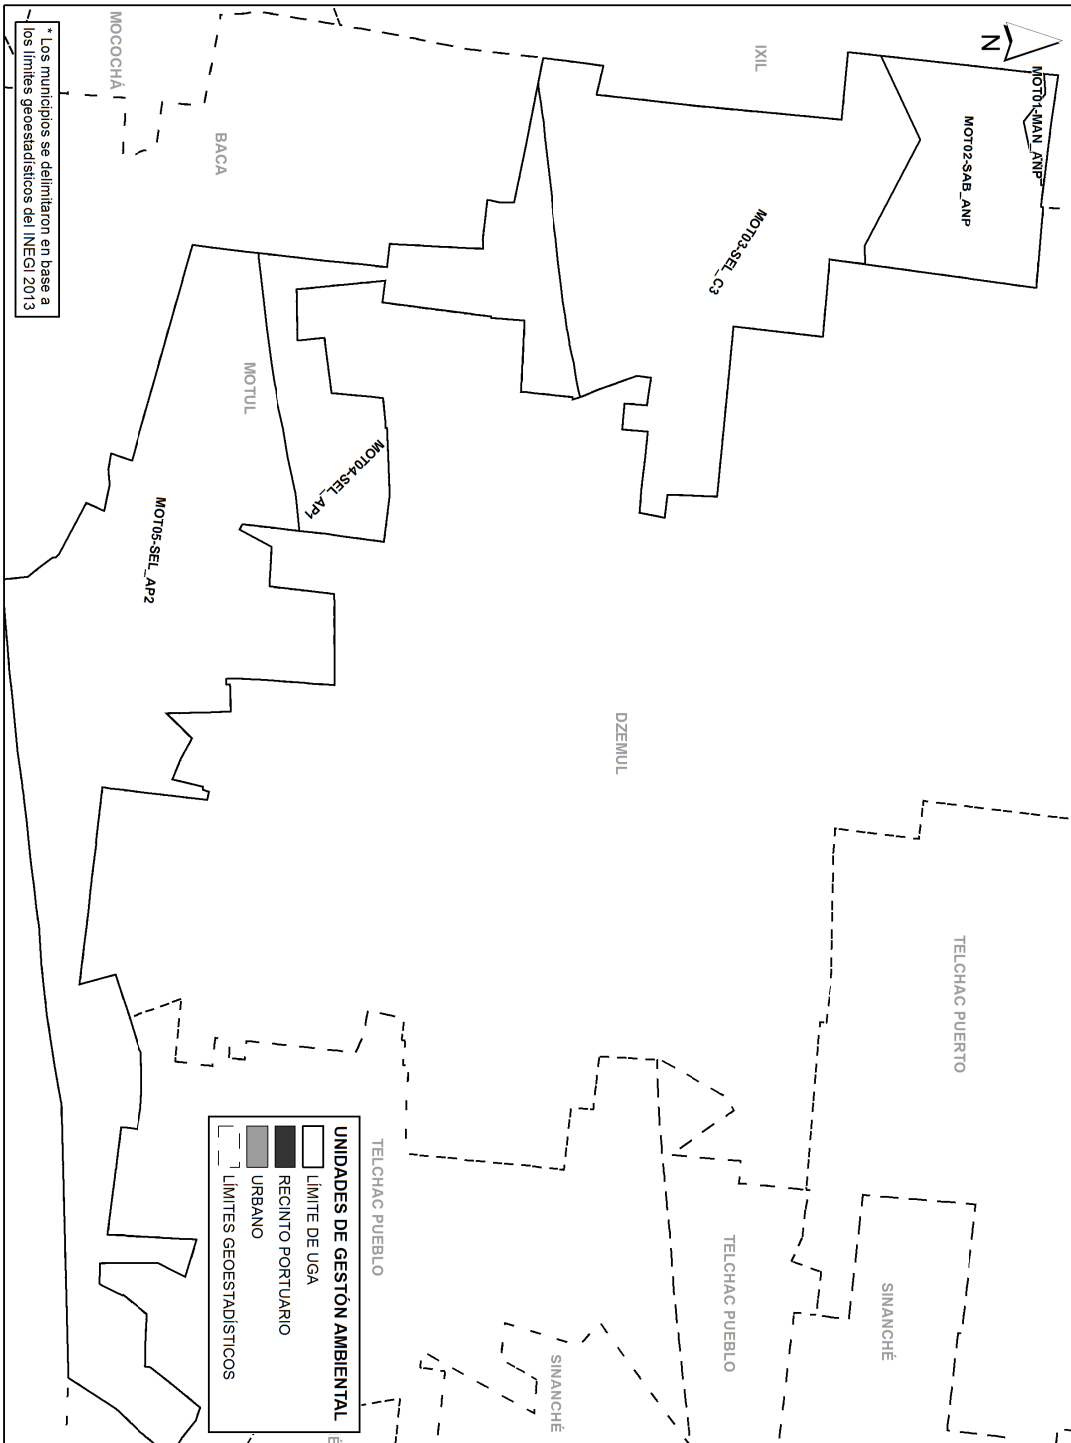 N
MOT01-MAN_ANP
MOT02-SAB_ANP
IXIL
MOT03-SEL_C3
MOCOCHÁ
BACA
MOTUL
MOT04-SEL_AP1
MOT05-SEL_AP2
DZEMUL
TELCHAC PUERTO
TELCHAC PUEBLO
TELCHAC PUEBLO
SINANCHÉ
SINANCHÉ
É
* Los municipios se delimitaron en base a
los límites geoestadísticos del INEGI 2013
UNIDADES DE GESTÓN AMBIENTAL
LÍMITE DE UGA
RECINTO PORTUARIO
URBANO
LÍMITES GEOESTADÍSTICOS